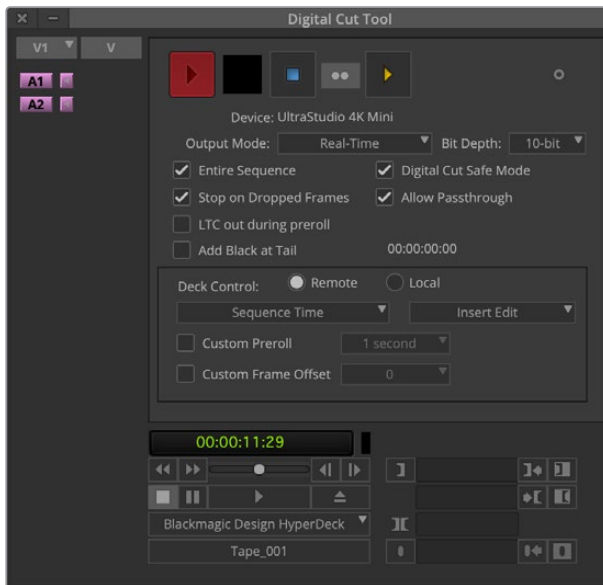 Digital Cut Tool
V1 V
A1
A2
Device: UltraStudio 4K Mini
Output Mode: Real-Time Bit Depth: 10-bit
Entire Sequence Digital Cut Safe Mode
Stop on Dropped Frames Allow Passthrough
LTC out during preroll
Add Black at Tail 00:00:00:00
Deck Control: Remote Local
Sequence Time Insert Edit
Custom Preroll 1 second
Custom Frame Offset 0
00:00:11:29
Blackmagic Design HyperDeck
Tape_001